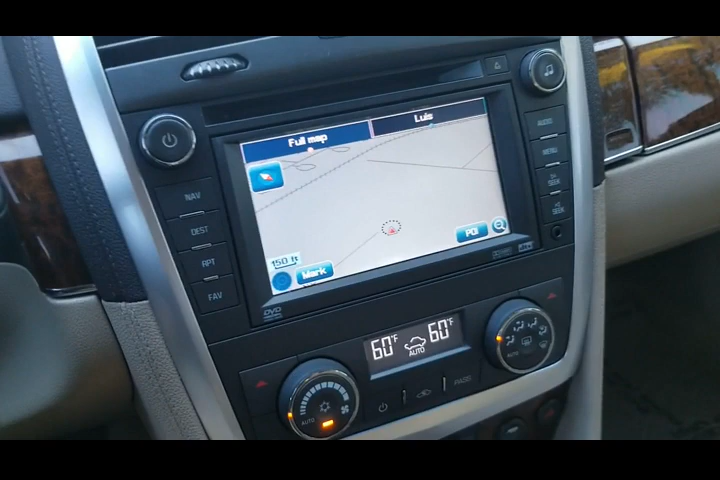 Full map
Luis
150 ft
Mark
POI
NAV
DEST
RPT
FAV
AUDIO
MENU
SEEK
SEEK
DVD
60°F
AUTO
60°F
AUTO
AUTO
PASS